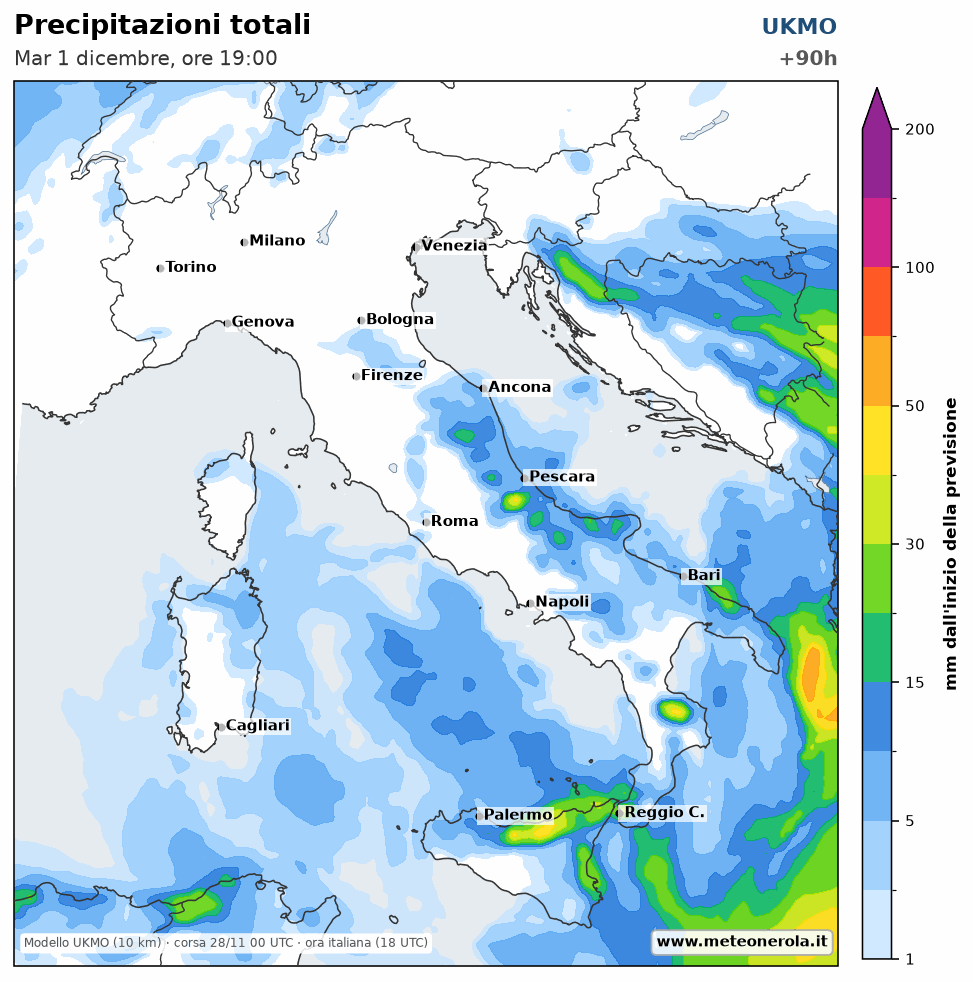 Precipitazioni totali
UKMO
Mar 1 dicembre, ore 19:00
+90h
200
100
50
30
15
5
1
mm dall'inizio della previsione
Milano
Venezia
Torino
Genova
Bologna
Firenze
Ancona
Pescara
Roma
Bari
Napoli
Cagliari
Palermo
Reggio C.
Modello UKMO (10 km) · corsa 28/11 00 UTC · ora italiana (18 UTC)
www.meteonerola.it